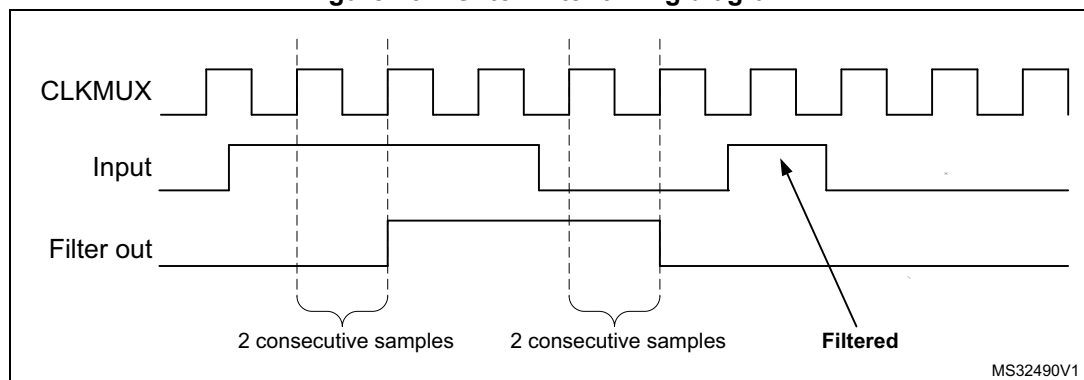 CLKMUX
Input
Filter out
2 consecutive samples
2 consecutive samples
Filtered
MS32490V1